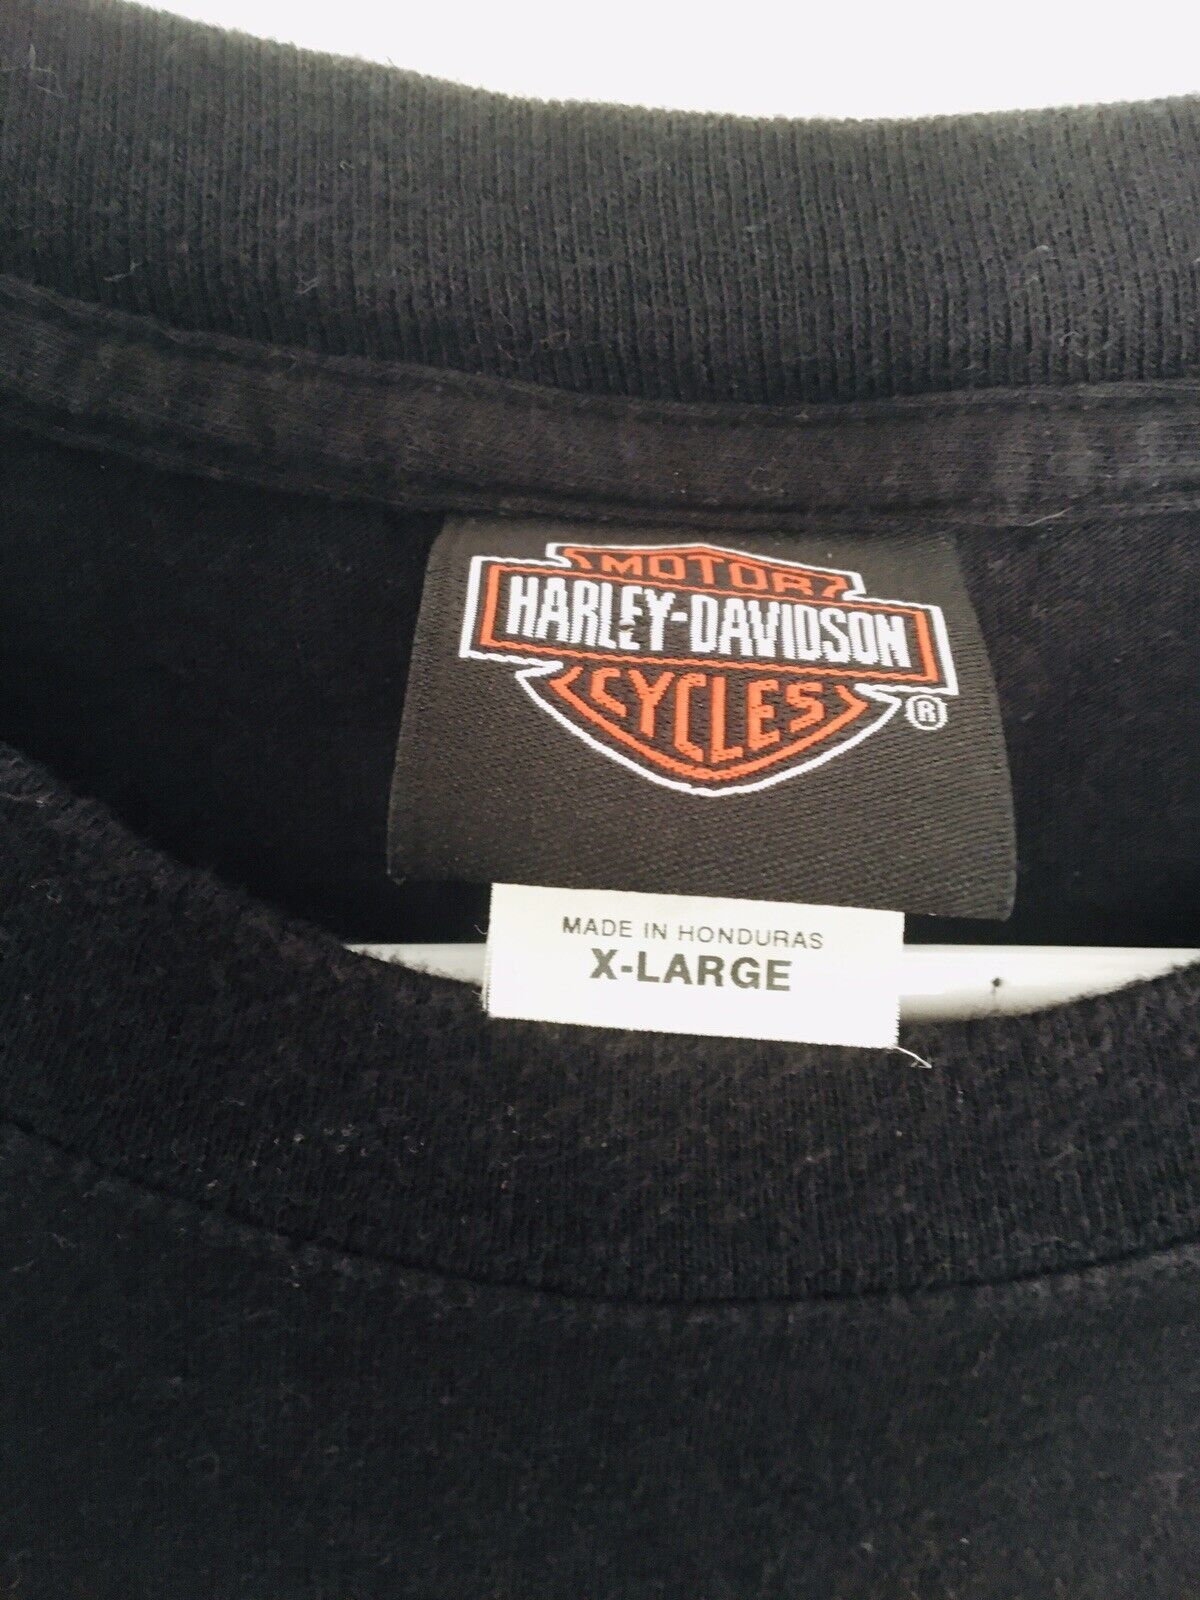 MOTOR
HARLEY-DAVIDSON
CYCLES
®
MADE IN HONDURAS
X-LARGE